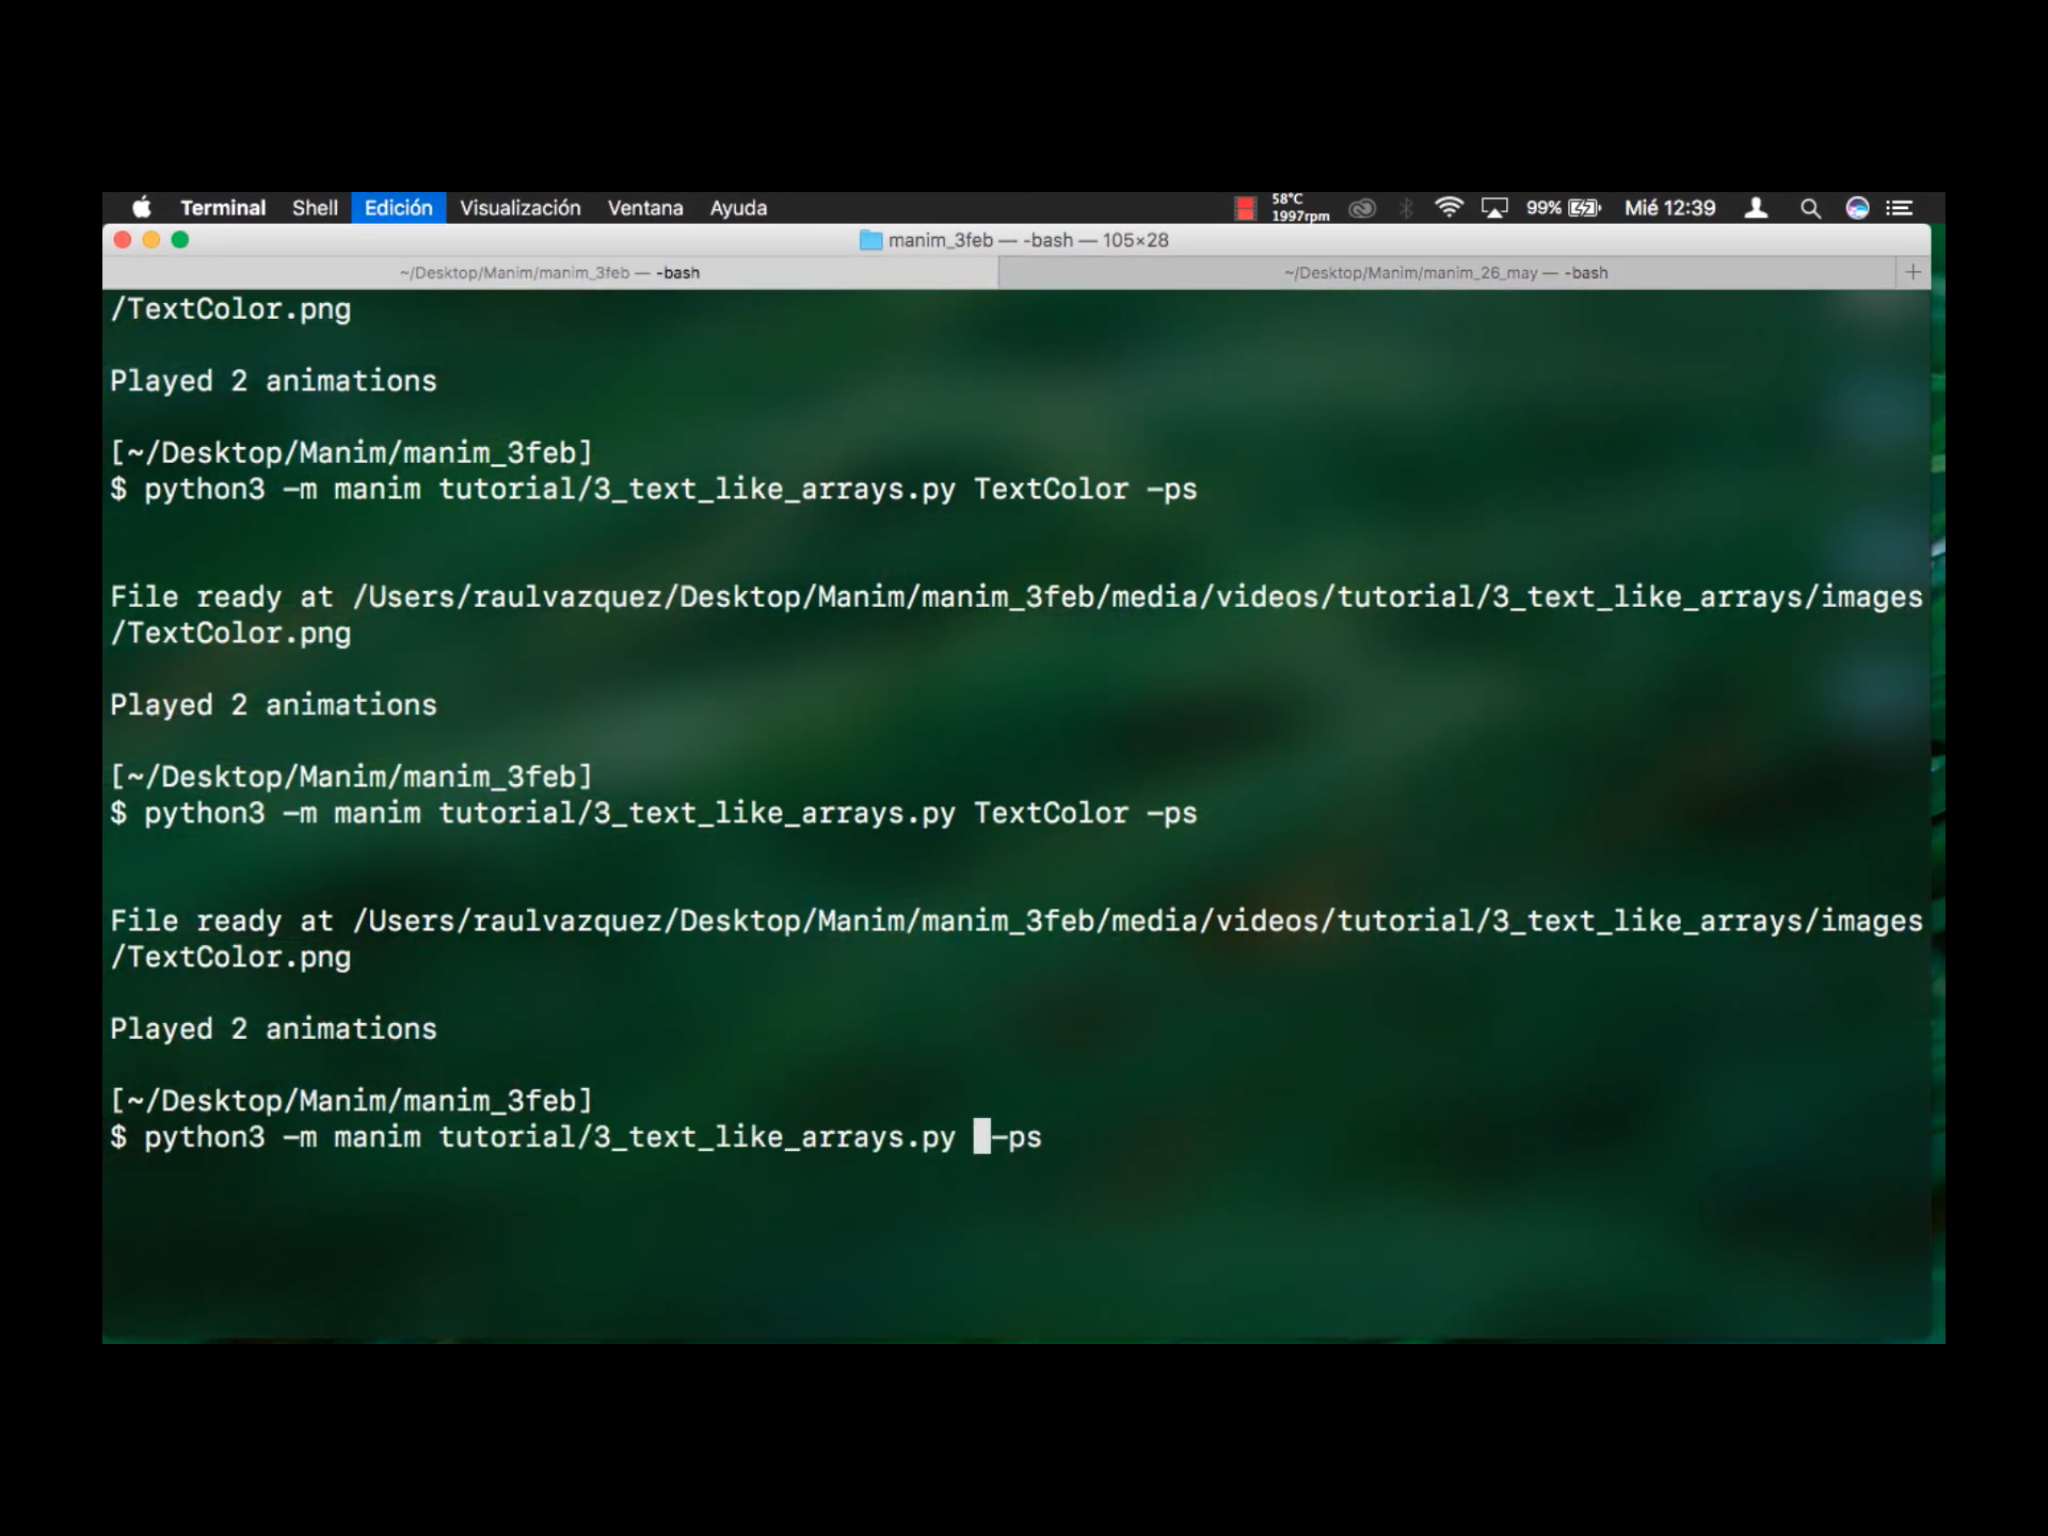 Terminal Shell Edición Visualización Ventana Ayuda 58°C 1997rpm 99% Mié 12:39
manim_3feb — -bash — 105×28
~/Desktop/Manim/manim_3feb — -bash ~/Desktop/Manim/manim_26_may — -bash +
/TextColor.png
Played 2 animations
[~/Desktop/Manim/manim_3feb]
$ python3 -m manim tutorial/3_text_like_arrays.py TextColor -ps
File ready at /Users/raulvazquez/Desktop/Manim/manim_3feb/media/videos/tutorial/3_text_like_arrays/images
/TextColor.png
Played 2 animations
[~/Desktop/Manim/manim_3feb]
$ python3 -m manim tutorial/3_text_like_arrays.py TextColor -ps
File ready at /Users/raulvazquez/Desktop/Manim/manim_3feb/media/videos/tutorial/3_text_like_arrays/images
/TextColor.png
Played 2 animations
[~/Desktop/Manim/manim_3feb]
$ python3 -m manim tutorial/3_text_like_arrays.py -ps